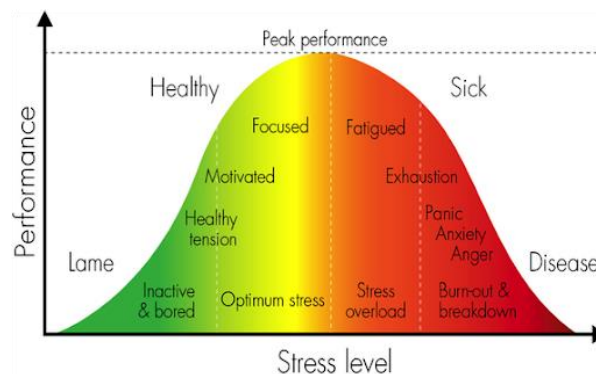 Peak performance
Healthy
Sick
Focused
Fatigued
Motivated
Exhaustion
Healthy
tension
Panic
Anxiety
Anger
Lame
Disease
Inactive
& bored
Optimum stress
Stress
overload
Burn-out &
breakdown
Performance
Stress level